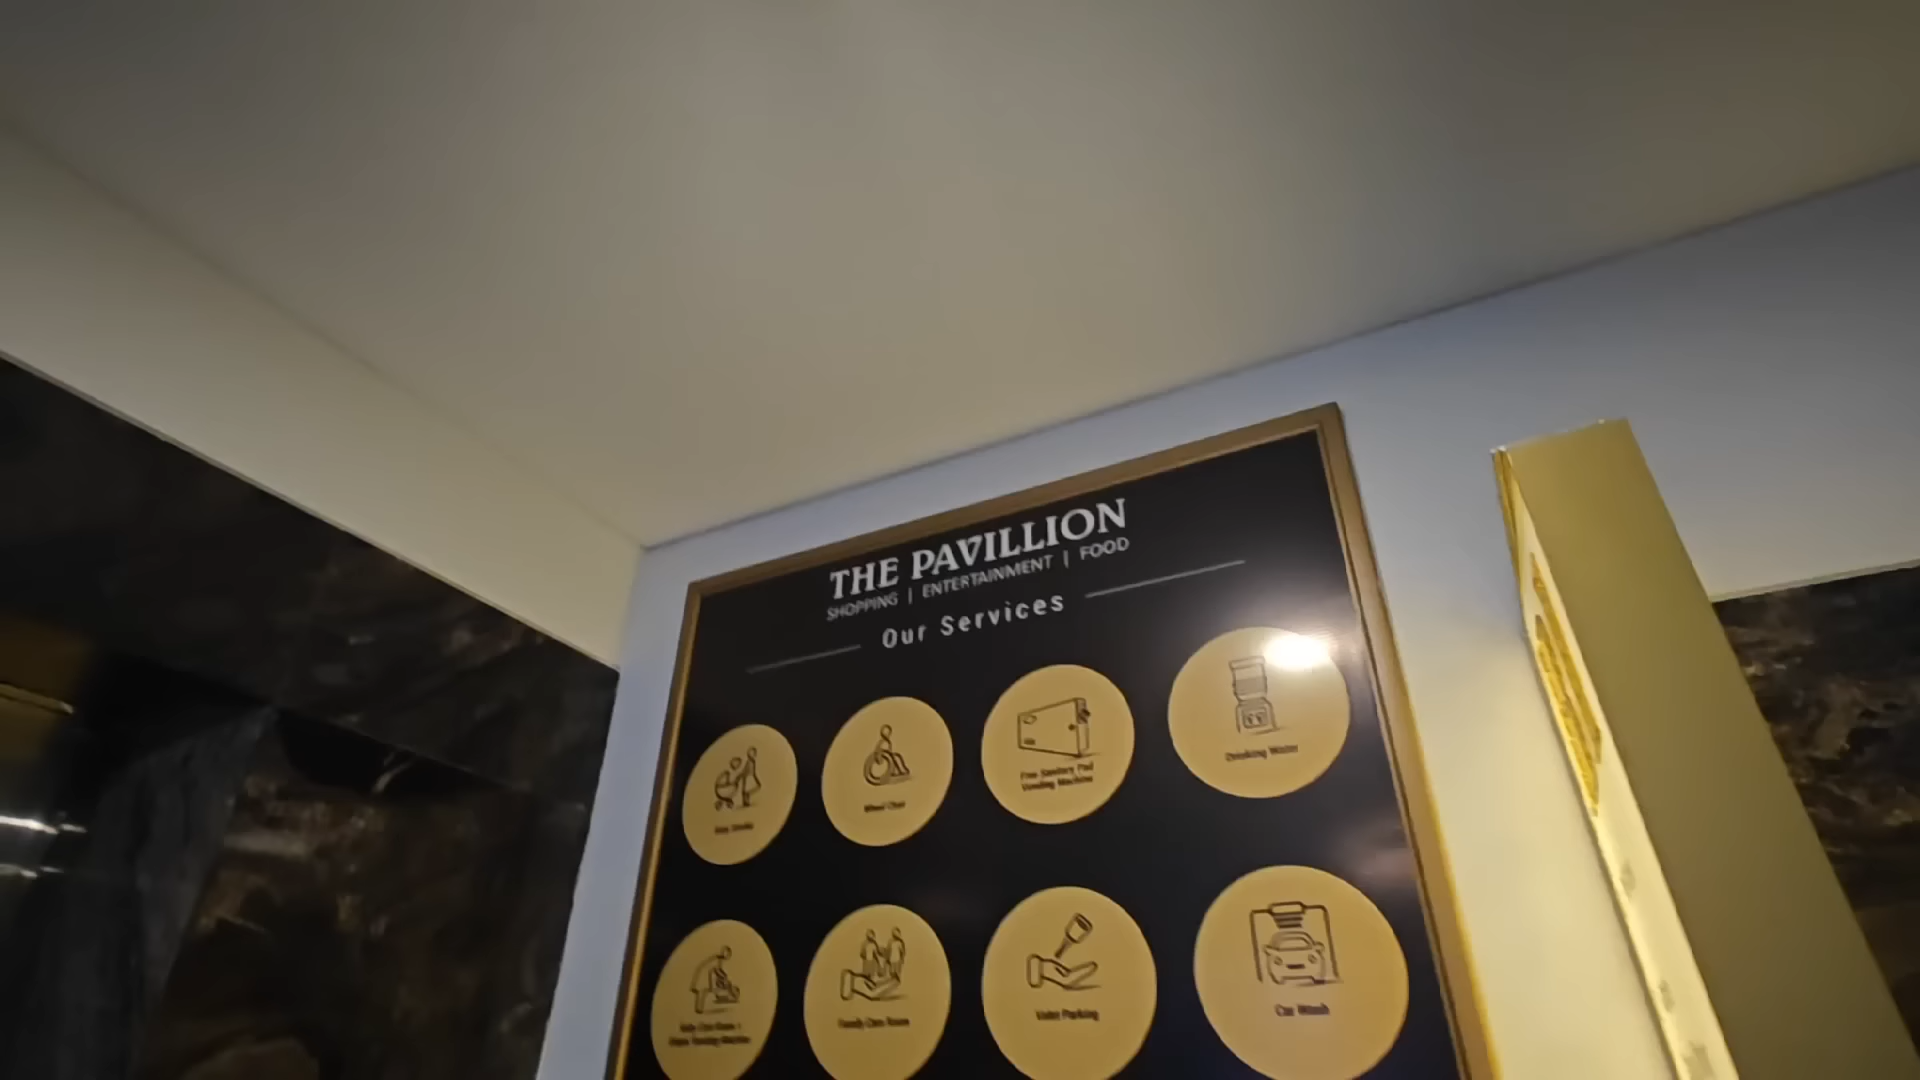 THE PAVILLION
SHOPPING | ENTERTAINMENT | FOOD
Our Services
Wheel Chair
Free Sanitary Pad
Vending Machine
Drinking Water
Family Care Room
Valet Parking
Car Wash